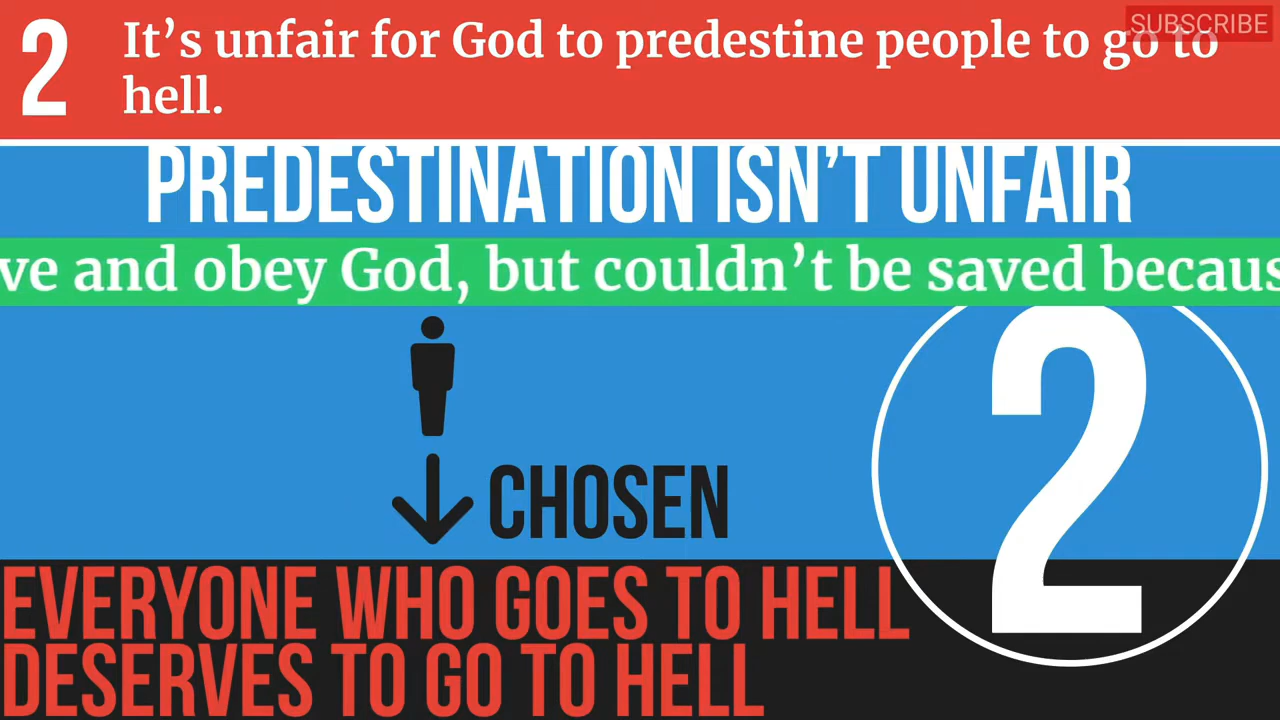 2
It’s unfair for God to predestine people to go to
hell.
SUBSCRIBE
PREDESTINATION ISN’T UNFAIR
ve and obey God, but couldn’t be saved becaus
2
CHOSEN
EVERYONE WHO GOES TO HELL
DESERVES TO GO TO HELL